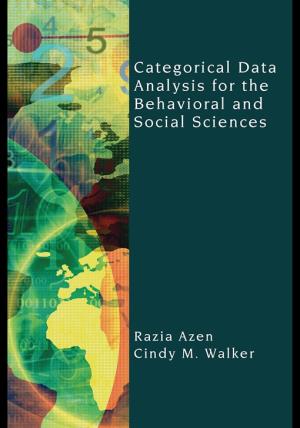 Categorical Data
Analysis for the
Behavioral and
Social Sciences
Razia Azen
Cindy M. Walker